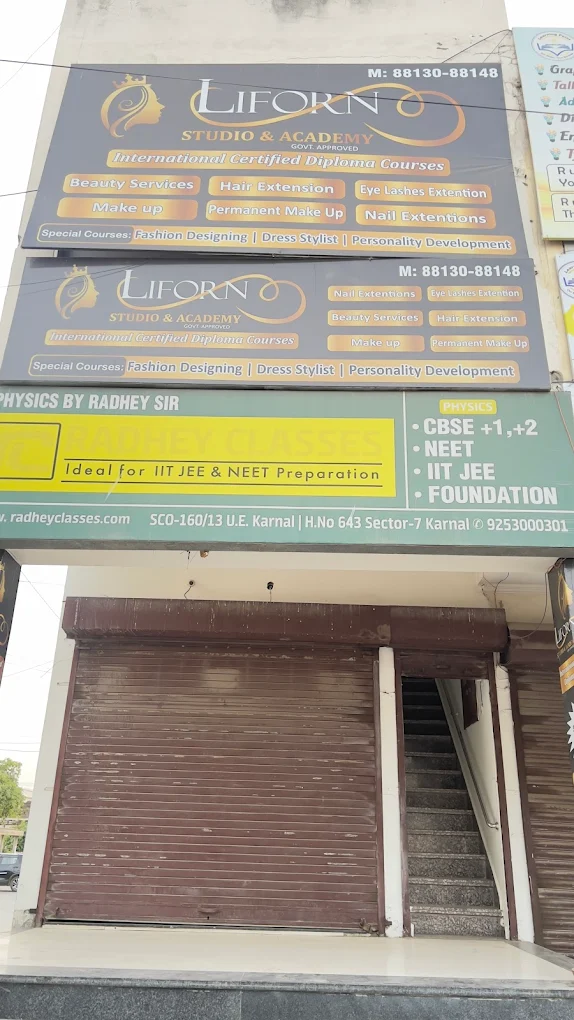 M: 88130-88148
LIFORN
STUDIO & ACADEMY
GOVT. APPROVED
International Certified Diploma Courses
Beauty Services
Hair Extension
Eye Lashes Extention
Make up
Permanent Make Up
Nail Extentions
Special Courses: Fashion Designing | Dress Stylist | Personality Development
M: 88130-88148
LIFORN
STUDIO & ACADEMY
GOVT. APPROVED
International Certified Diploma Courses
Nail Extentions
Eye Lashes Extention
Beauty Services
Hair Extension
Make up
Permanent Make Up
Special Courses: Fashion Designing | Dress Stylist | Personality Development
PHYSICS BY RADHEY SIR
RADHEY CLASSES
Ideal for IIT JEE & NEET Preparation
PHYSICS
• CBSE +1,+2
• NEET
• IIT JEE
• FOUNDATION
. radheyclasses.com
SCO-160/13 U.E. Karnal | H.No 643 Sector-7 Karnal ✆ 9253000301